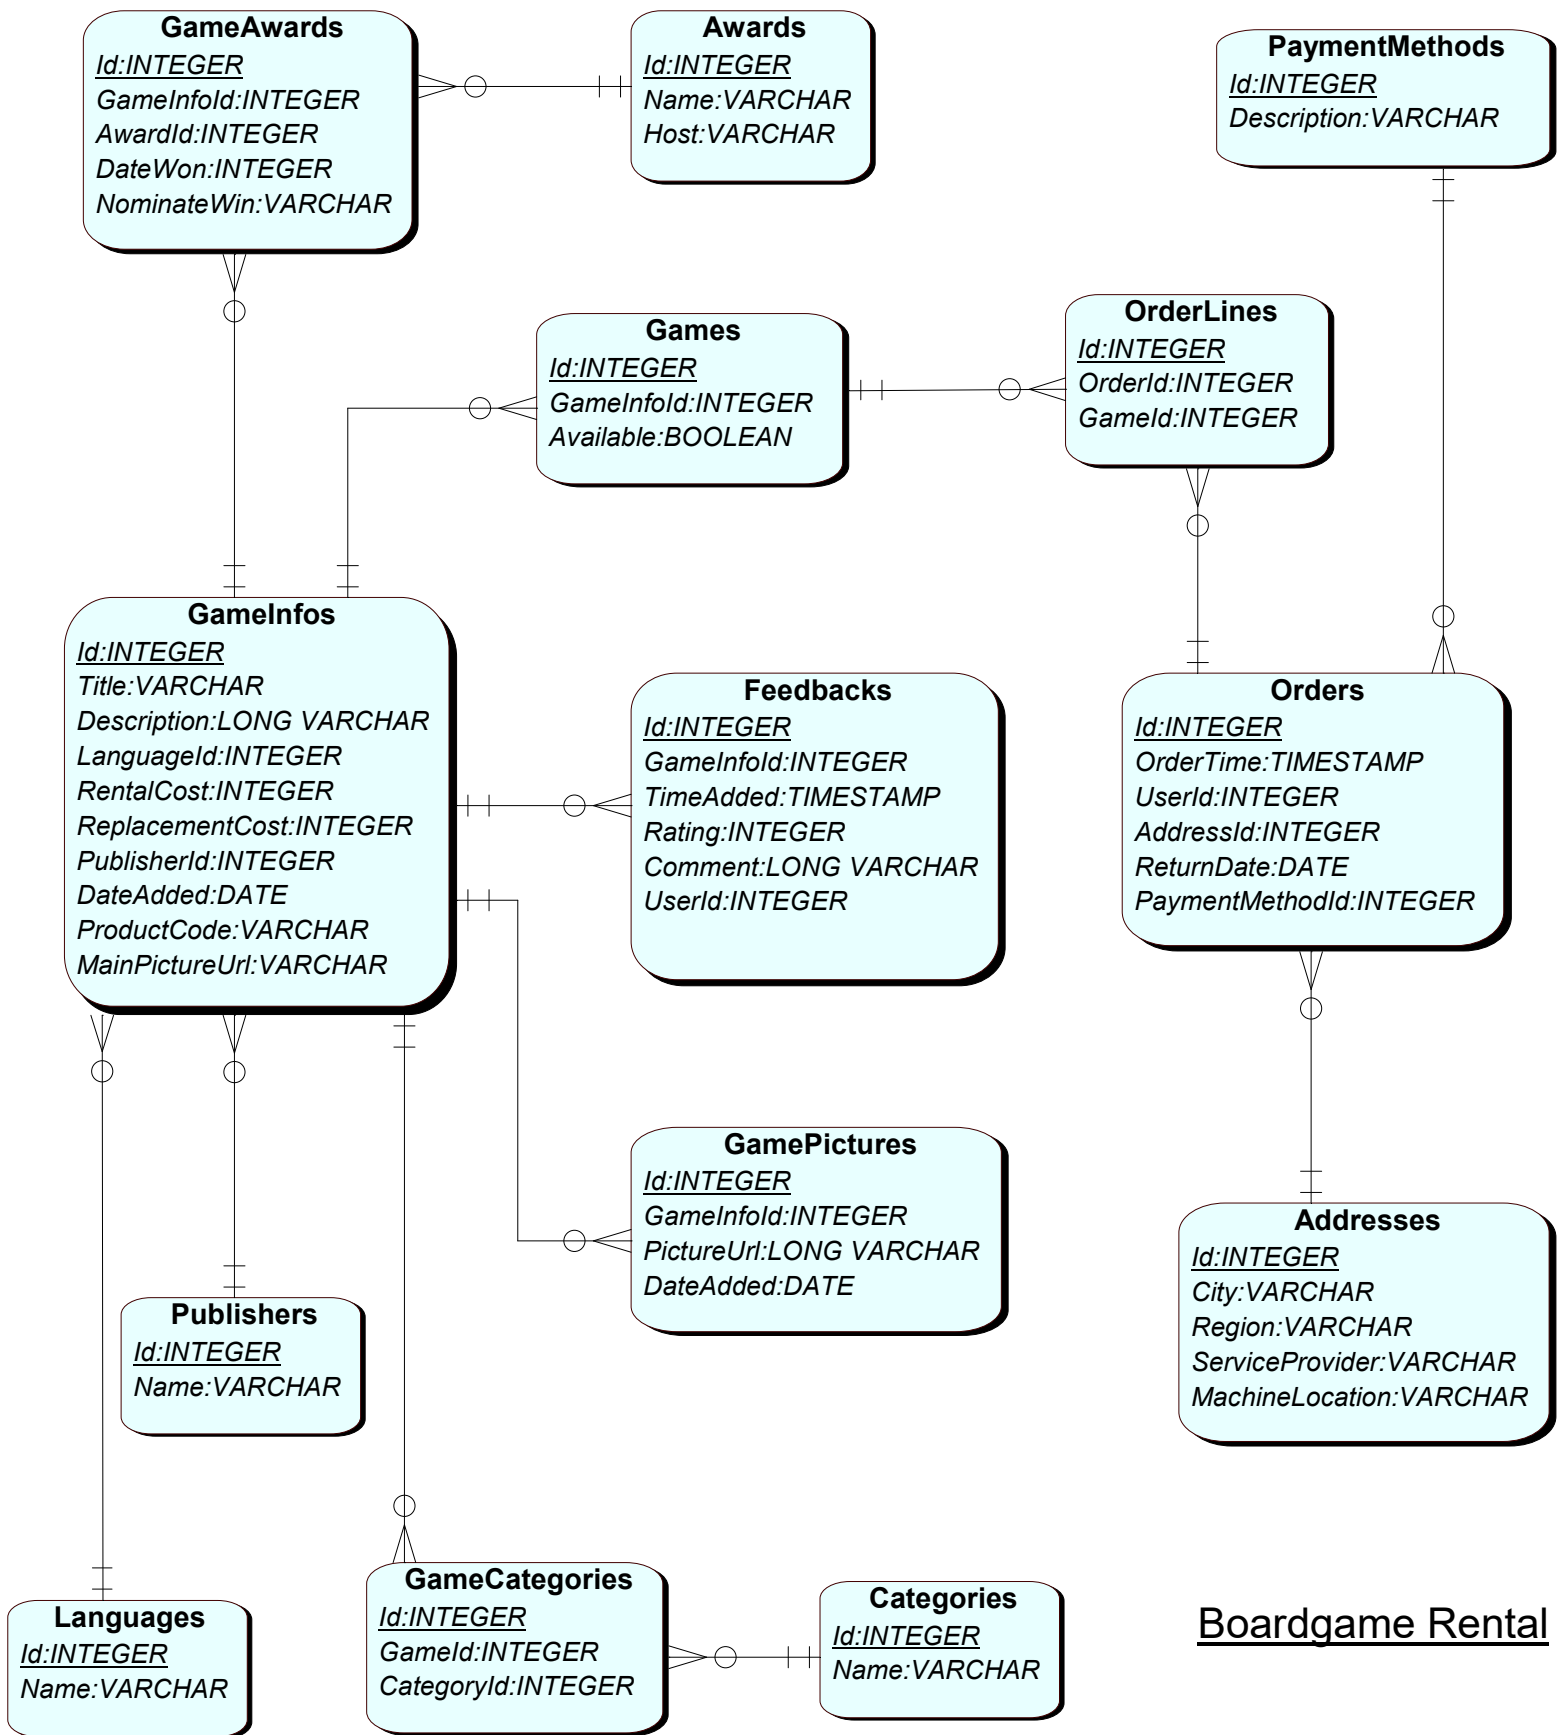 GameAwards
Id:INTEGER
GameInfoId:INTEGER
AwardId:INTEGER
DateWon:INTEGER
NominateWin:VARCHAR
Awards
Id:INTEGER
Name:VARCHAR
Host:VARCHAR
PaymentMethods
Id:INTEGER
Description:VARCHAR
Games
Id:INTEGER
GameInfoId:INTEGER
Available:BOOLEAN
OrderLines
Id:INTEGER
OrderId:INTEGER
GameId:INTEGER
GameInfos
Id:INTEGER
Title:VARCHAR
Description:LONG VARCHAR
LanguageId:INTEGER
RentalCost:INTEGER
ReplacementCost:INTEGER
PublisherId:INTEGER
DateAdded:DATE
ProductCode:VARCHAR
MainPictureUrl:VARCHAR
Feedbacks
Id:INTEGER
GameInfoId:INTEGER
TimeAdded:TIMESTAMP
Rating:INTEGER
Comment:LONG VARCHAR
UserId:INTEGER
Orders
Id:INTEGER
OrderTime:TIMESTAMP
UserId:INTEGER
AddressId:INTEGER
ReturnDate:DATE
PaymentMethodId:INTEGER
GamePictures
Id:INTEGER
GameInfoId:INTEGER
PictureUrl:LONG VARCHAR
DateAdded:DATE
Addresses
Id:INTEGER
City:VARCHAR
Region:VARCHAR
ServiceProvider:VARCHAR
MachineLocation:VARCHAR
Publishers
Id:INTEGER
Name:VARCHAR
Languages
Id:INTEGER
Name:VARCHAR
GameCategories
Id:INTEGER
GameId:INTEGER
CategoryId:INTEGER
Categories
Id:INTEGER
Name:VARCHAR
Boardgame Rental